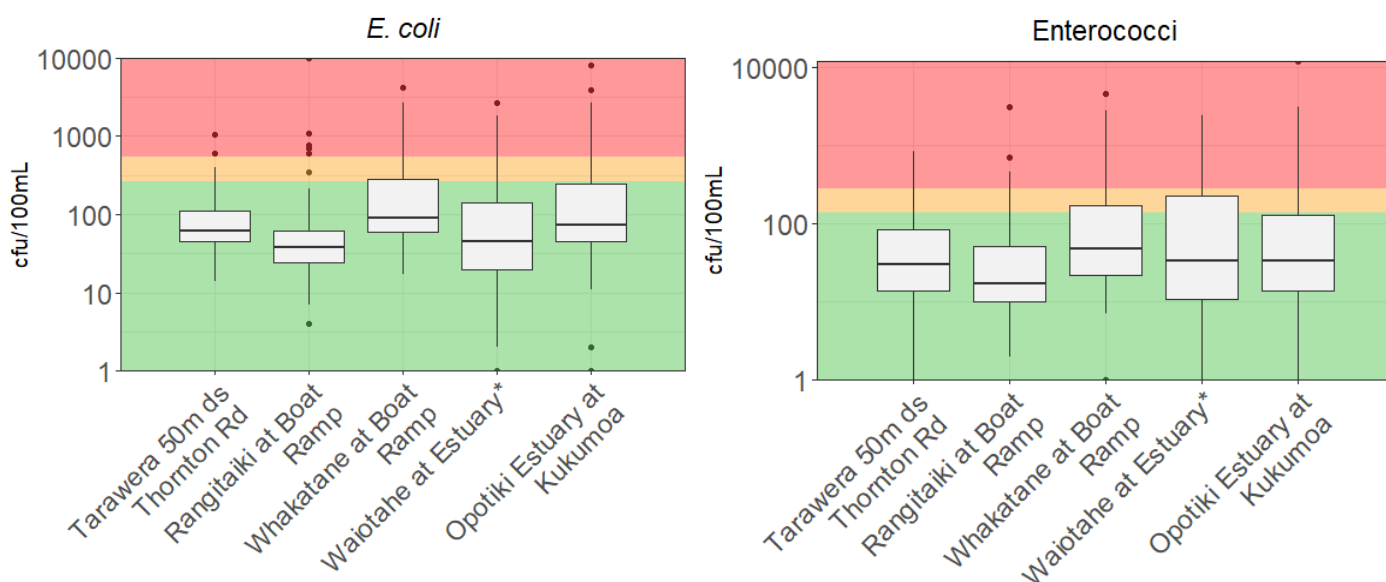 E. coli
Enterococci
10000
1000
100
10
1
cfu/100mL
Tarawera 50m ds
Thornton Rd
Rangitaiki at Boat
Ramp
Whakatane at Boat
Ramp
Waiotahe at Estuary*
Opotiki Estuary at
Kukumoa
10000
100
1
cfu/100mL
Tarawera 50m ds
Thornton Rd
Rangitaiki at Boat
Ramp
Whakatane at Boat
Ramp
Waiotahe at Estuary*
Opotiki Estuary at
Kukumoa